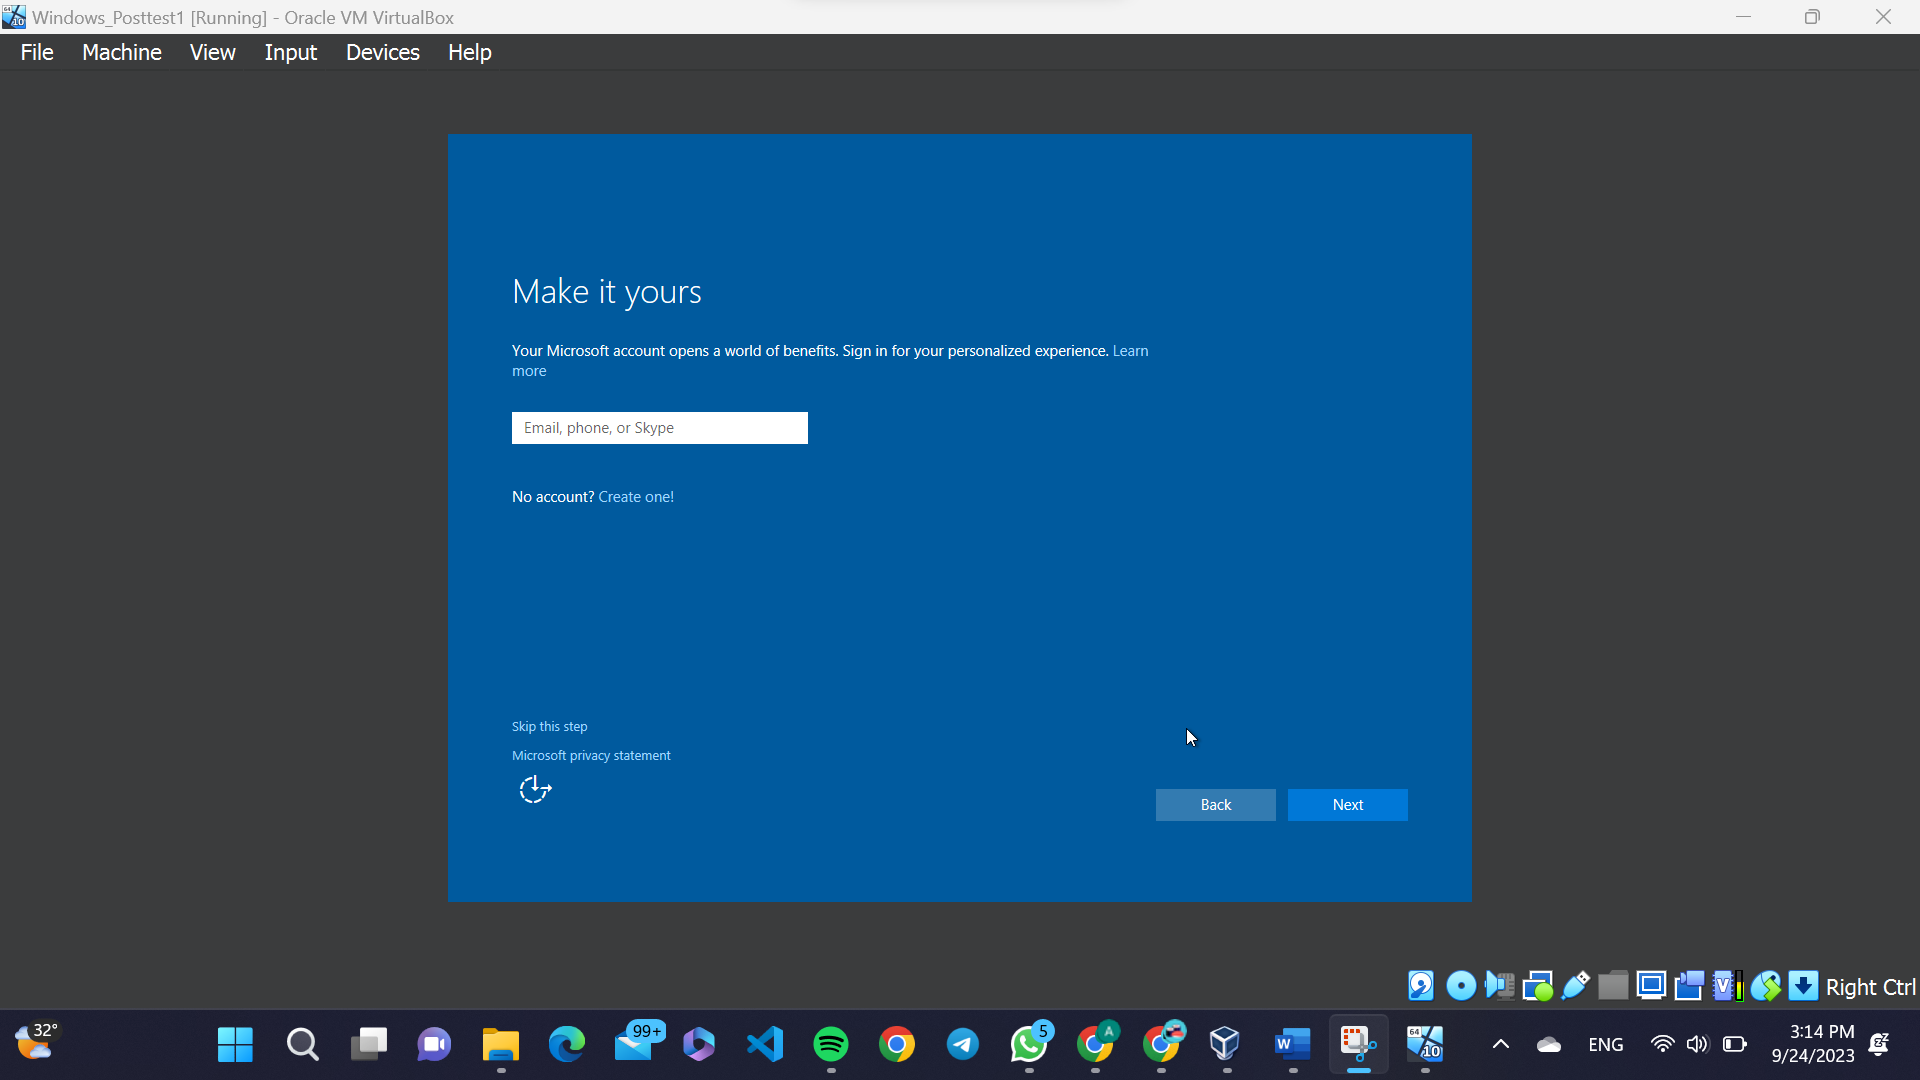 Windows_Posttest1 [Running] - Oracle VM VirtualBox
File Machine View Input Devices Help
Make it yours
Your Microsoft account opens a world of benefits. Sign in for your personalized experience. Learn
more
Email, phone, or Skype
No account? Create one!
Skip this step
Microsoft privacy statement
Back Next
Right Ctrl
32°
99+
5
A
64
10
ENG
3:14 PM
9/24/2023